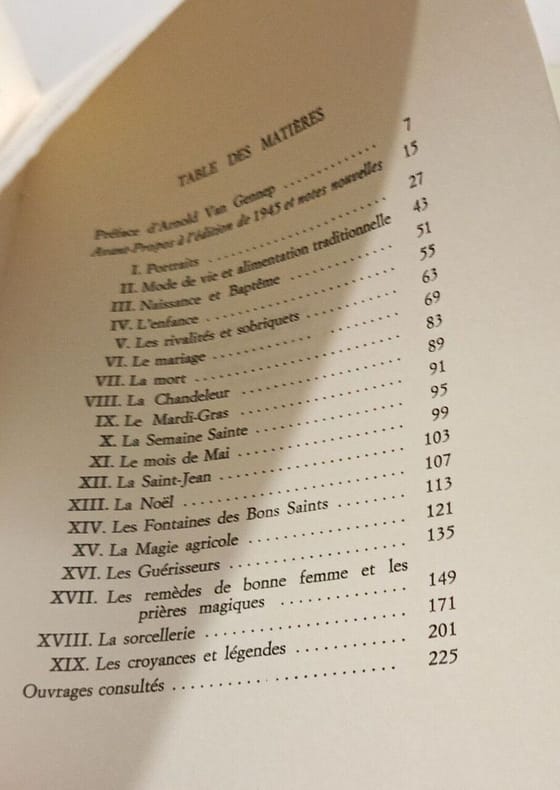 TABLE DES MATIÈRES
Préface d'Arnold Van Gennep .............. 7
Avant-Propos à l'édition de 1945 et notes nouvelles 15
I. Portraits .............. 27
II. Mode de vie et alimentation traditionnelle 43
III. Naissance et Baptême .............. 51
IV. L'enfance .............. 55
V. Les rivalités et sobriquets .............. 63
VI. Le mariage .............. 69
VII. La mort .............. 83
VIII. La Chandeleur .............. 89
IX. Le Mardi-Gras .............. 91
X. La Semaine Sainte .............. 95
XI. Le mois de Mai .............. 99
XII. La Saint-Jean .............. 103
XIII. La Noël .............. 107
XIV. Les Fontaines des Bons Saints ........ 113
XV. La Magie agricole .............. 121
XVI. Les Guérisseurs .............. 135
XVII. Les remèdes de bonne femme et les
prières magiques .............. 149
XVIII. La sorcellerie .............. 171
XIX. Les croyances et légendes .............. 201
Ouvrages consultés .............. 225